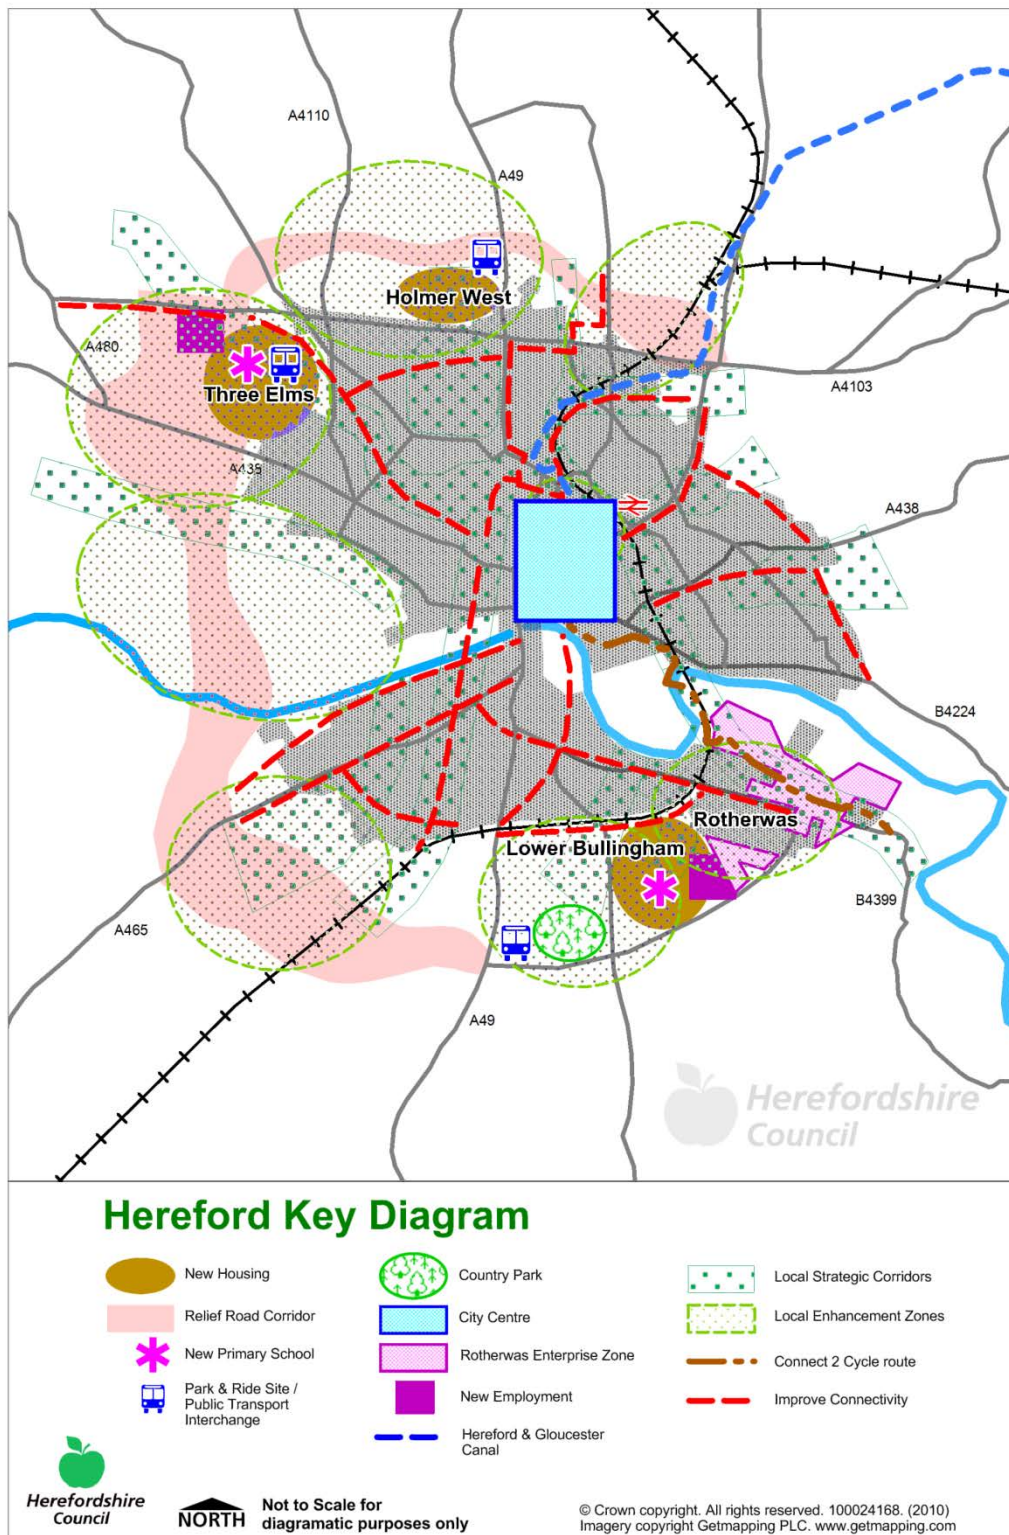 A4110
A49
Holmer West
A480
Three Elms
A4103
A438
A438
B4224
Rotherwas
Lower Bullingham
B4399
A465
A49
Herefordshire
Council
Hereford Key Diagram
New Housing
Relief Road Corridor
New Primary School
Park & Ride Site /
Public Transport
Interchange
Country Park
City Centre
Rotherwas Enterprise Zone
New Employment
Hereford & Gloucester
Canal
Local Strategic Corridors
Local Enhancement Zones
Connect 2 Cycle route
Improve Connectivity
Herefordshire
Council
NORTH
Not to Scale for
diagramatic purposes only
© Crown copyright. All rights reserved. 100024168. (2010)
Imagery copyright Getmapping PLC. www.getmapping.com